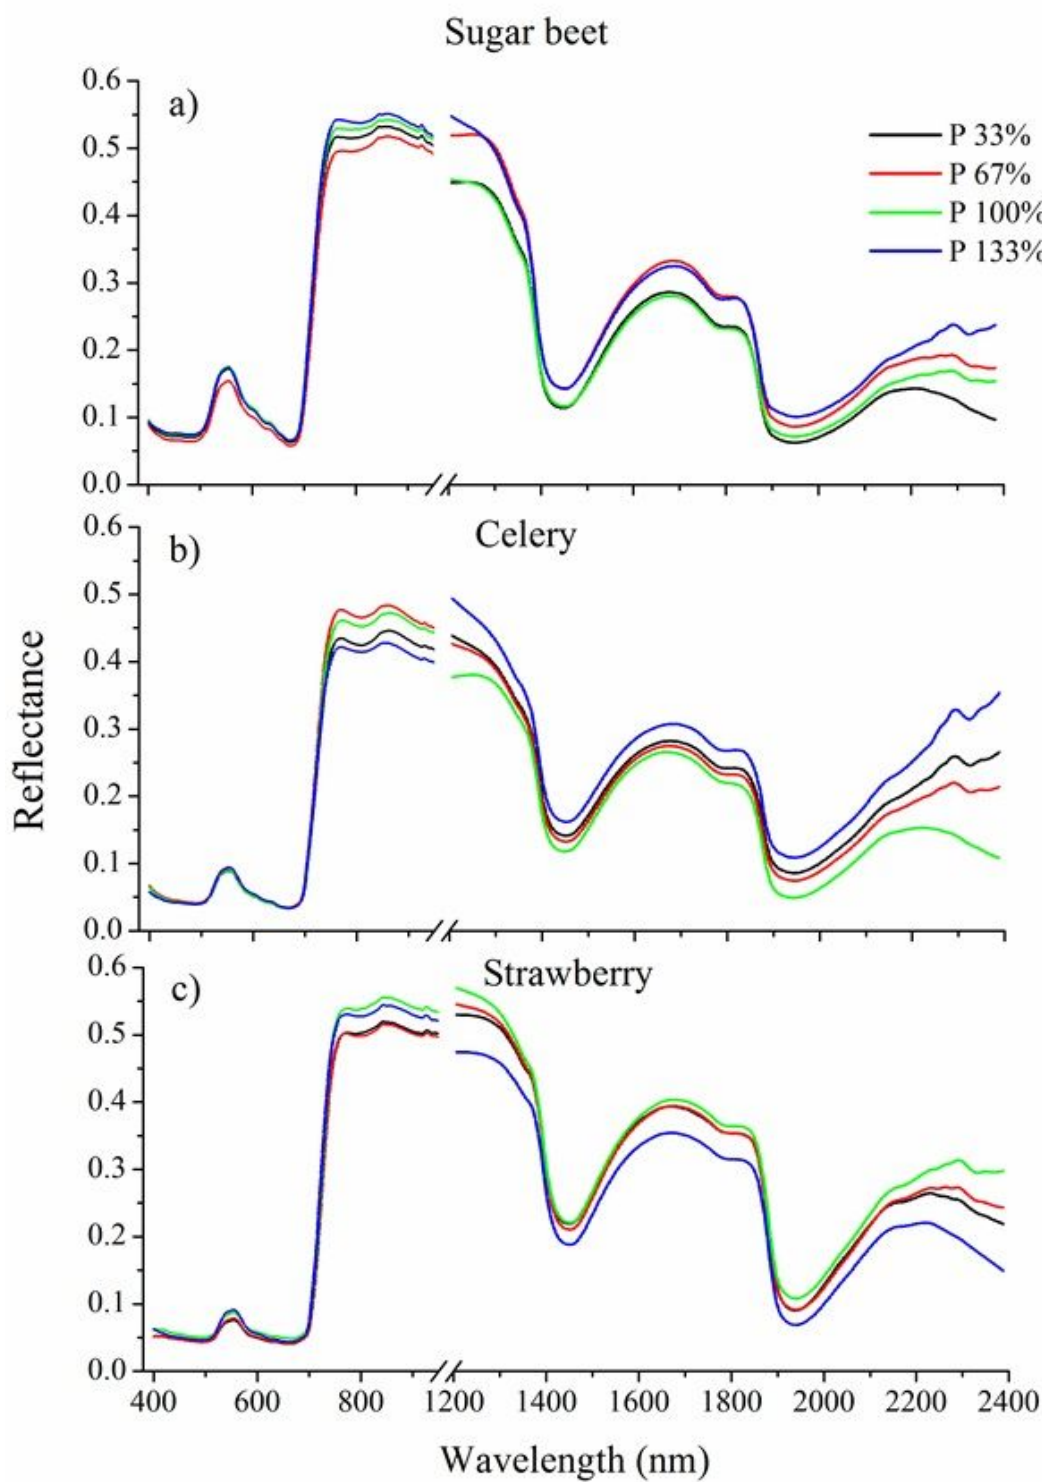 Sugar beet
a)
0.6
0.5
0.4
0.3
0.2
0.1
0.0
P 33%
P 67%
P 100%
P 133%
Celery
b)
0.6
0.5
0.4
0.3
0.2
0.1
0.0
Reflectance
Strawberry
c)
0.6
0.5
0.4
0.3
0.2
0.1
0.0
400 600 800 1200 1400 1600 1800 2000 2200 2400
Wavelength (nm)